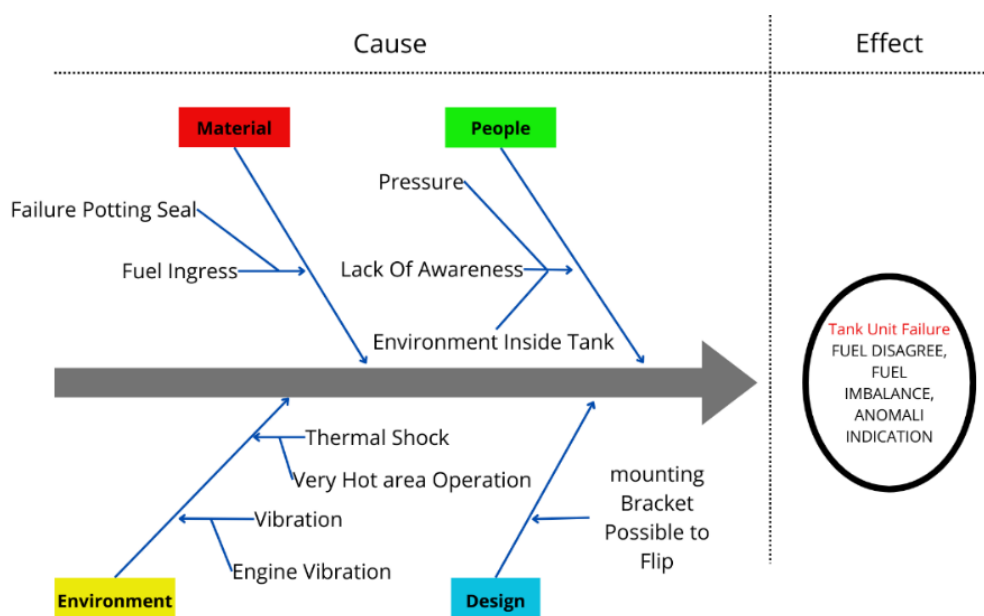 Cause
Effect
Material
People
Pressure
Failure Potting Seal
Fuel Ingress
Lack Of Awareness
Environment Inside Tank
Tank Unit Failure
FUEL DISAGREE,
FUEL
IMBALANCE,
ANOMALI
INDICATION
Thermal Shock
Very Hot area Operation
Vibration
Engine Vibration
mounting
Bracket
Possible to
Flip
Environment
Design